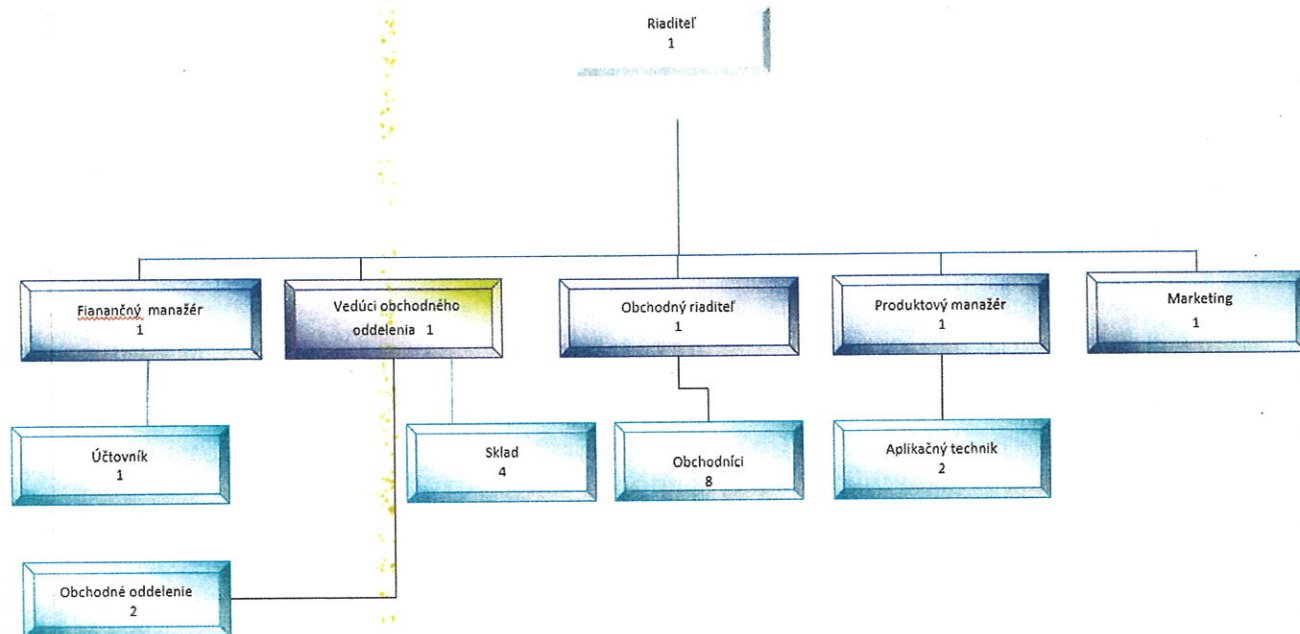 Riaditeľ
1
Fianančný manažér
1
Vedúci obchodného
oddelenia 1
Obchodný riaditeľ
1
Produktový manažér
1
Marketing
1
Účtovník
1
Sklad
4
Obchodníci
8
Aplikačný technik
2
Obchodné oddelenie
2